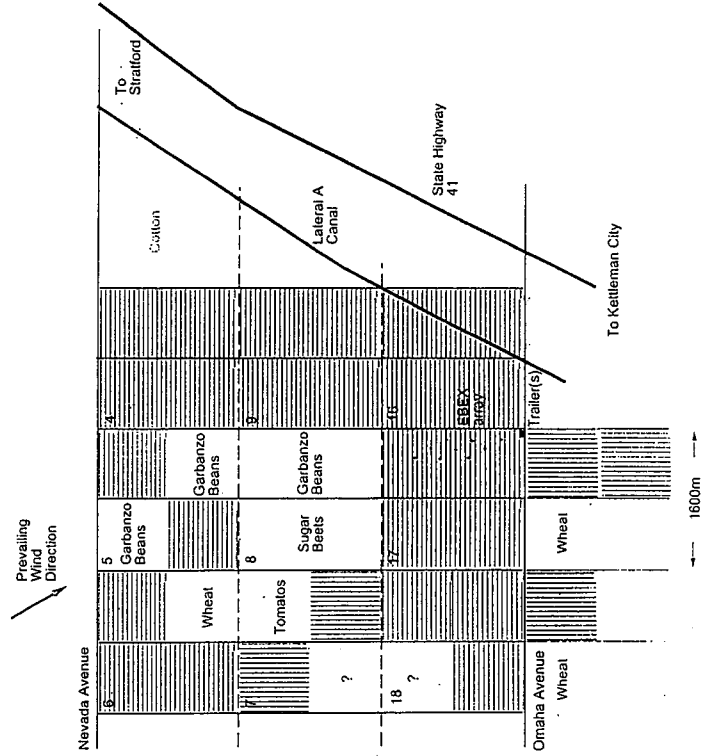 Prevailing
Wind
Direction
Nevada Avenue
6
5
4
Garbanzo
Beans
Wheat
Garbanzo
Beans
Cotton
To
Stratford
7
8
9
Tomatos
Sugar
Beets
Garbanzo
Beans
Lateral A
Canal
?
18
?
17
16
EBEX
array
State Highway
41
Omaha Avenue
Wheat
Wheat
Trailer(s)
To Kettleman City
1600m